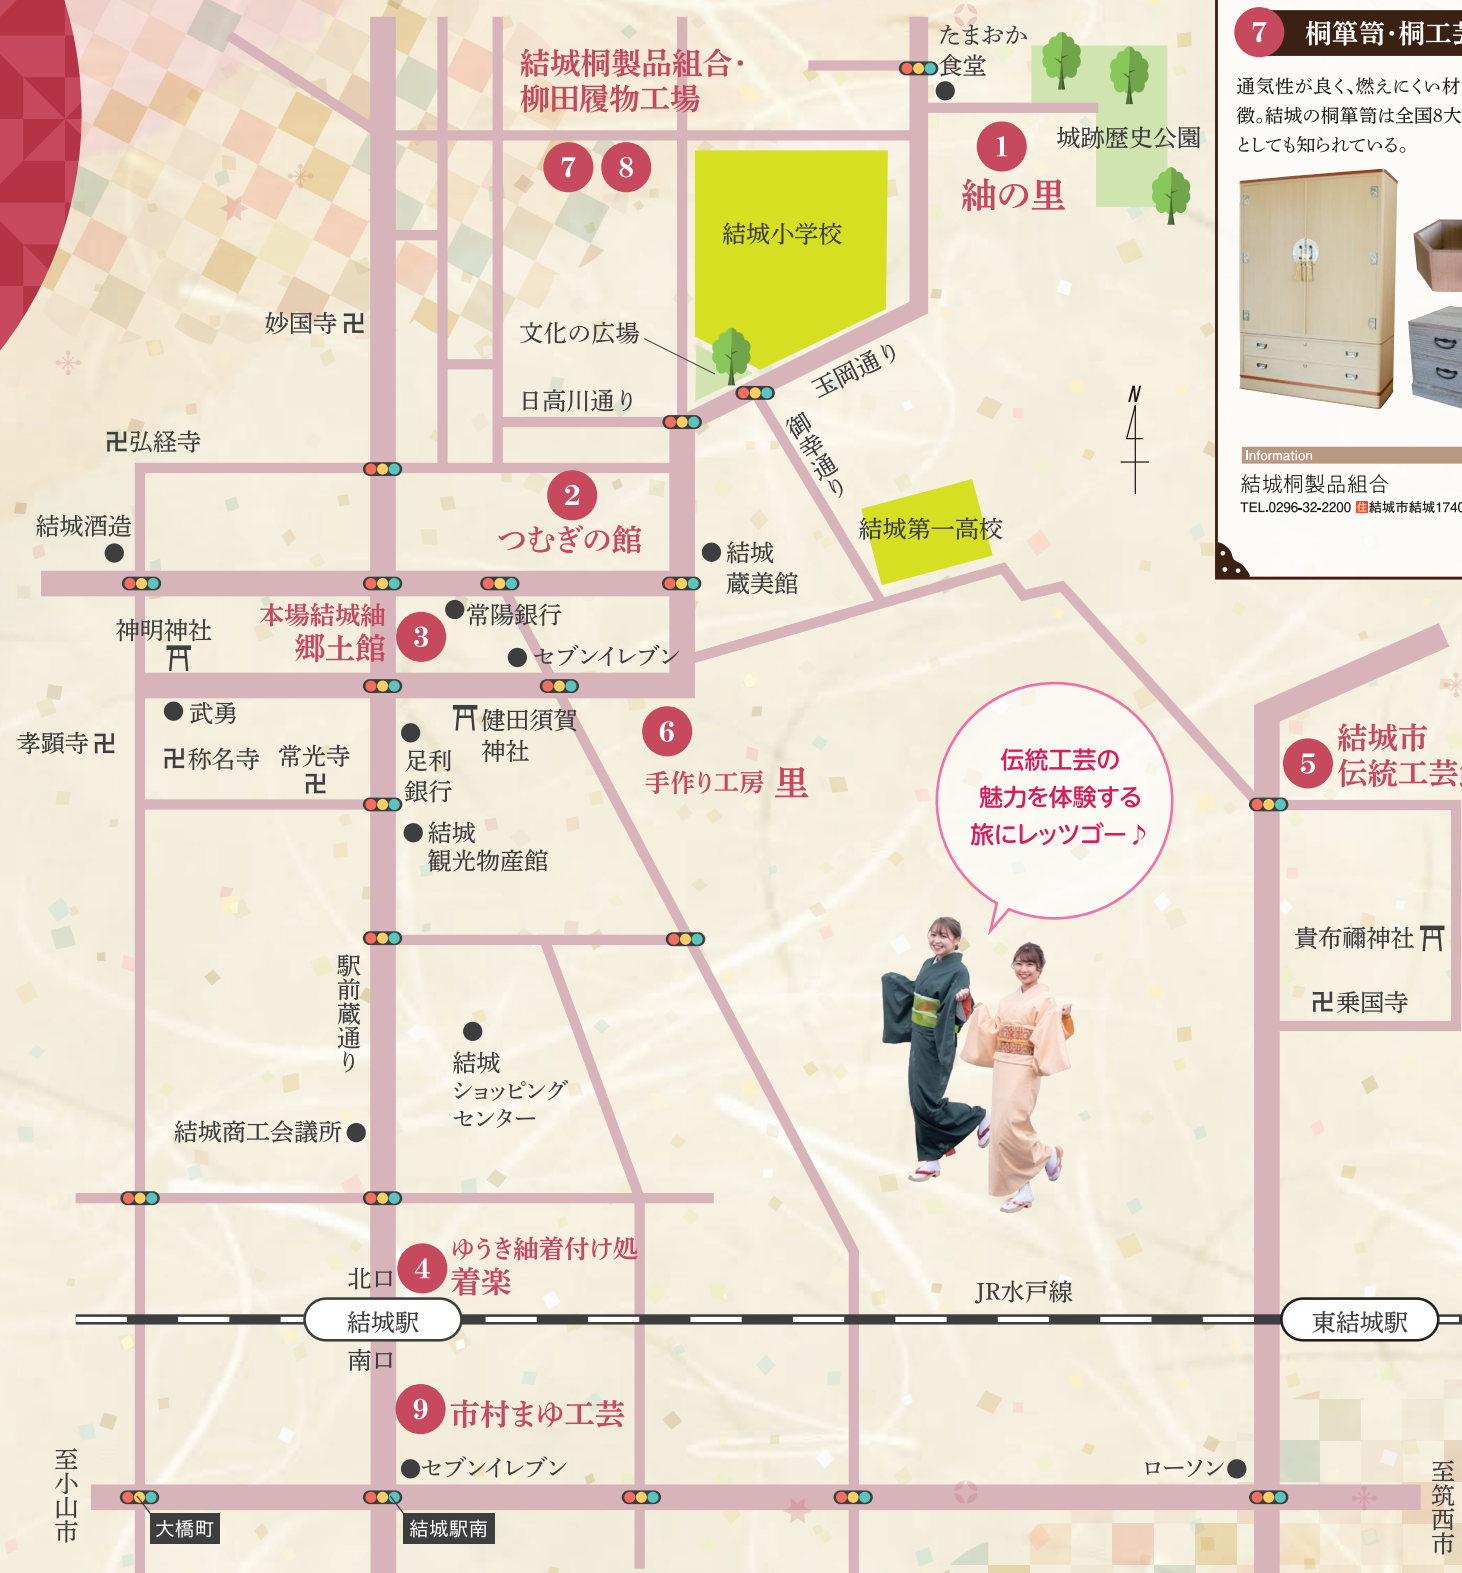 たまおか
食堂
結城桐製品組合・
柳田履物工場
7
8
1
紬の里
城跡歴史公園
結城小学校
妙国寺
文化の広場
玉岡通り
日高川通り
御幸通り
N
弘経寺
2
つむぎの館
結城第一高校
結城酒造
結城
蔵美館
本場結城紬
郷土館
3
常陽銀行
神明神社
セブンイレブン
武勇
健田須賀
神社
6
手作り工房 里
孝顕寺
称名寺
常光寺
足利
銀行
結城
観光物産館
伝統工芸の
魅力を体験する
旅にレッツゴー♪
5
結城市
伝統工芸
駅前蔵通り
貴布禰神社
乗国寺
結城
ショッピング
センター
結城商工会議所
4
ゆうき紬着付け処
着楽
北口
結城駅
南口
JR水戸線
東結城駅
9
市村まゆ工芸
セブンイレブン
ローソン
至小山市
至筑西市
大橋町
結城駅南
7
桐簞笥・桐工芸
通気性が良く、燃えにくい材
徴。結城の桐簞笥は全国8大
としても知られている。
Information
結城桐製品組合
TEL.0296-32-2200 住結城市結城1740